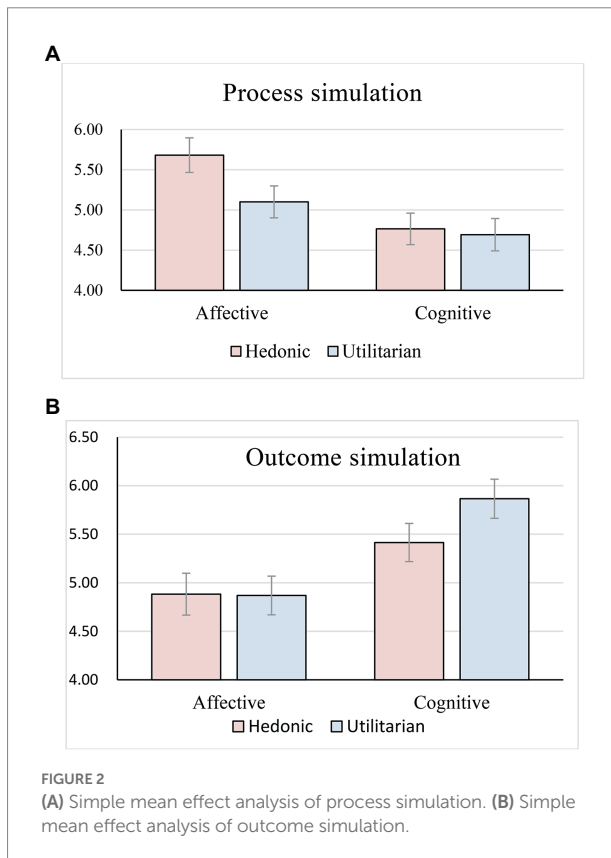 A
Process simulation
6.00
5.50
5.00
4.50
4.00
Affective Cognitive
Hedonic Utilitarian
B
Outcome simulation
6.50
6.00
5.50
5.00
4.50
4.00
Affective Cognitive
Hedonic Utilitarian
FIGURE 2
(A) Simple mean effect analysis of process simulation. (B) Simple
mean effect analysis of outcome simulation.